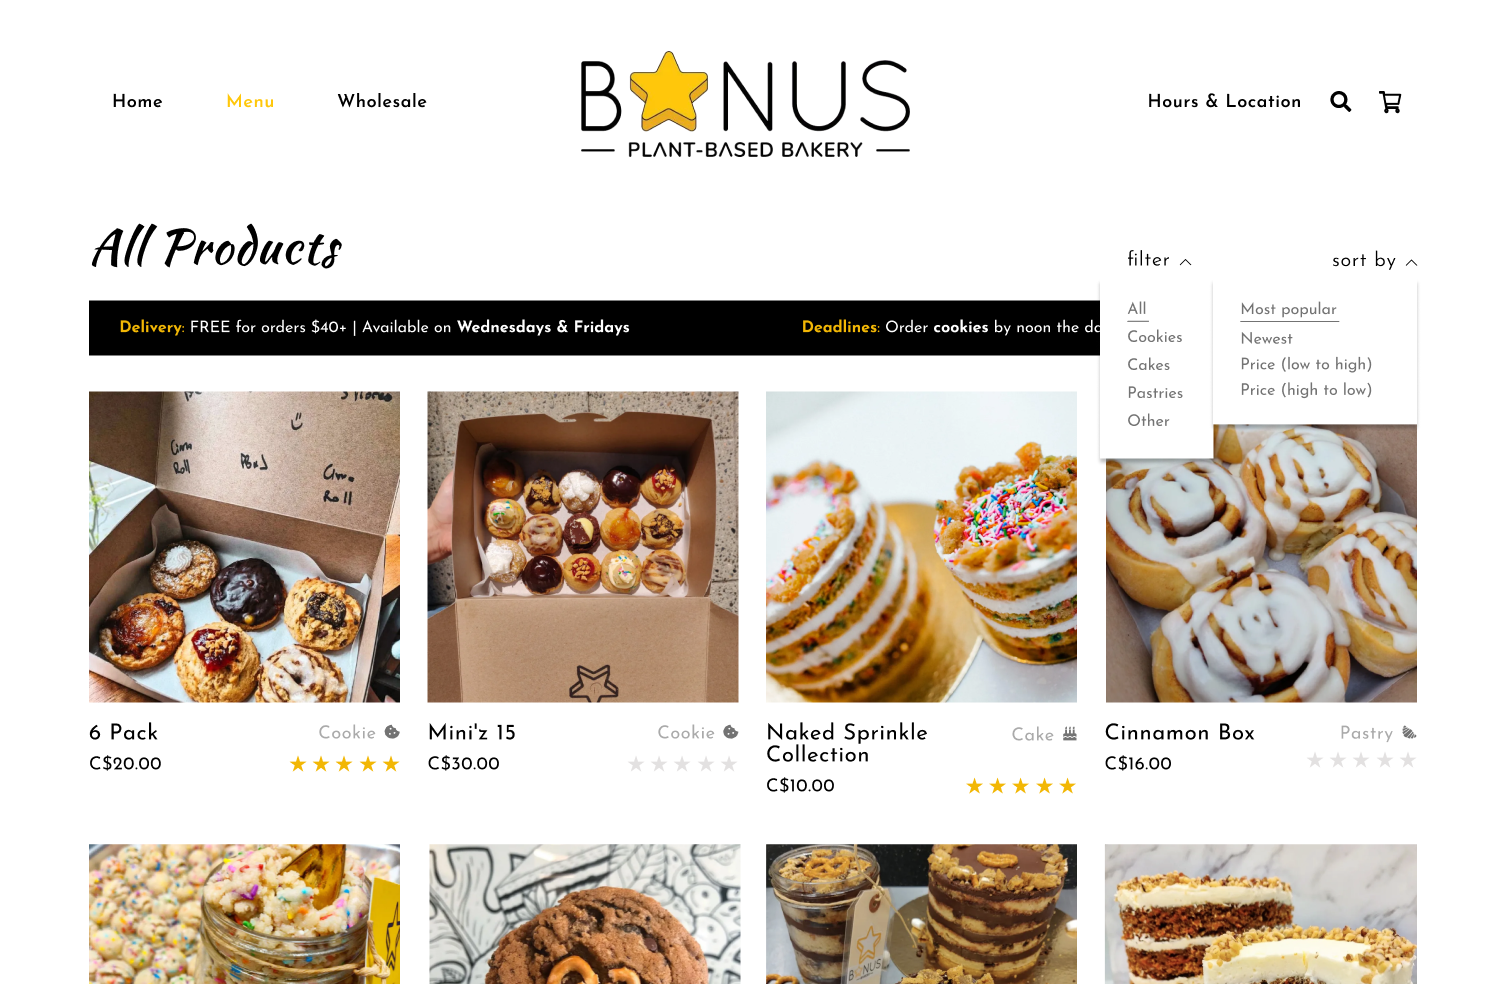 Home
Menu
Wholesale
BONUS
PLANT-BASED BAKERY
Hours & Location
All Products
filter
sort by
All
Cookies
Cakes
Pastries
Other
Most popular
Newest
Price (low to high)
Price (high to low)
Delivery: FREE for orders $40+ | Available on Wednesdays & Fridays
Deadlines: Order cookies by noon the
Cinn
Roll
PB&J
Cinna
Roll
6 Pack
Cookie
C$20.00
Mini'z 15
Cookie
C$30.00
Naked Sprinkle
Collection
Cake
C$10.00
Cinnamon Box
Pastry
C$16.00
BONUS